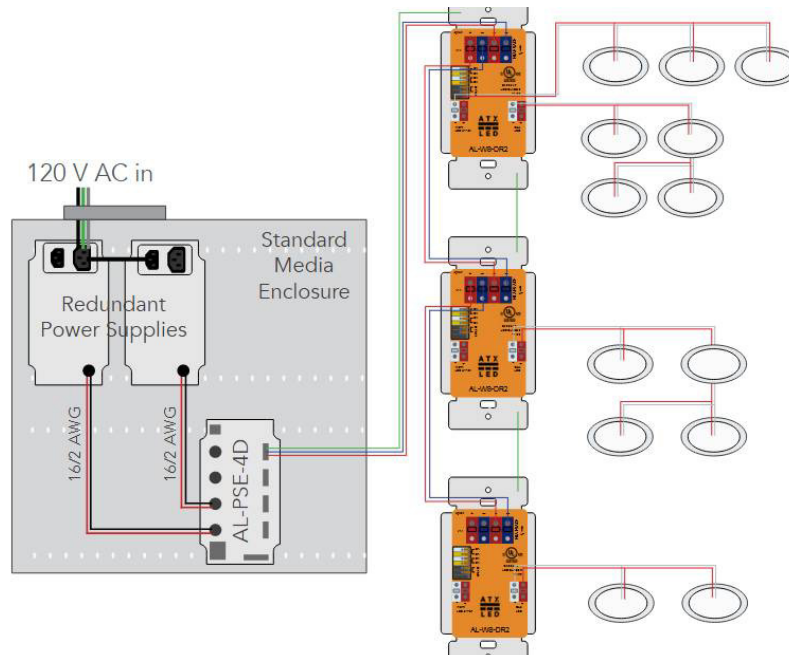 120 V AC in
Standard
Media
Enclosure
Redundant
Power Supplies
16/2 AWG
16/2 AWG
AL-PSE-4D
ATX
LED
AL-WS-DR2
ATX
LED
AL-WS-DR2
ATX
LED
AL-WS-DR2